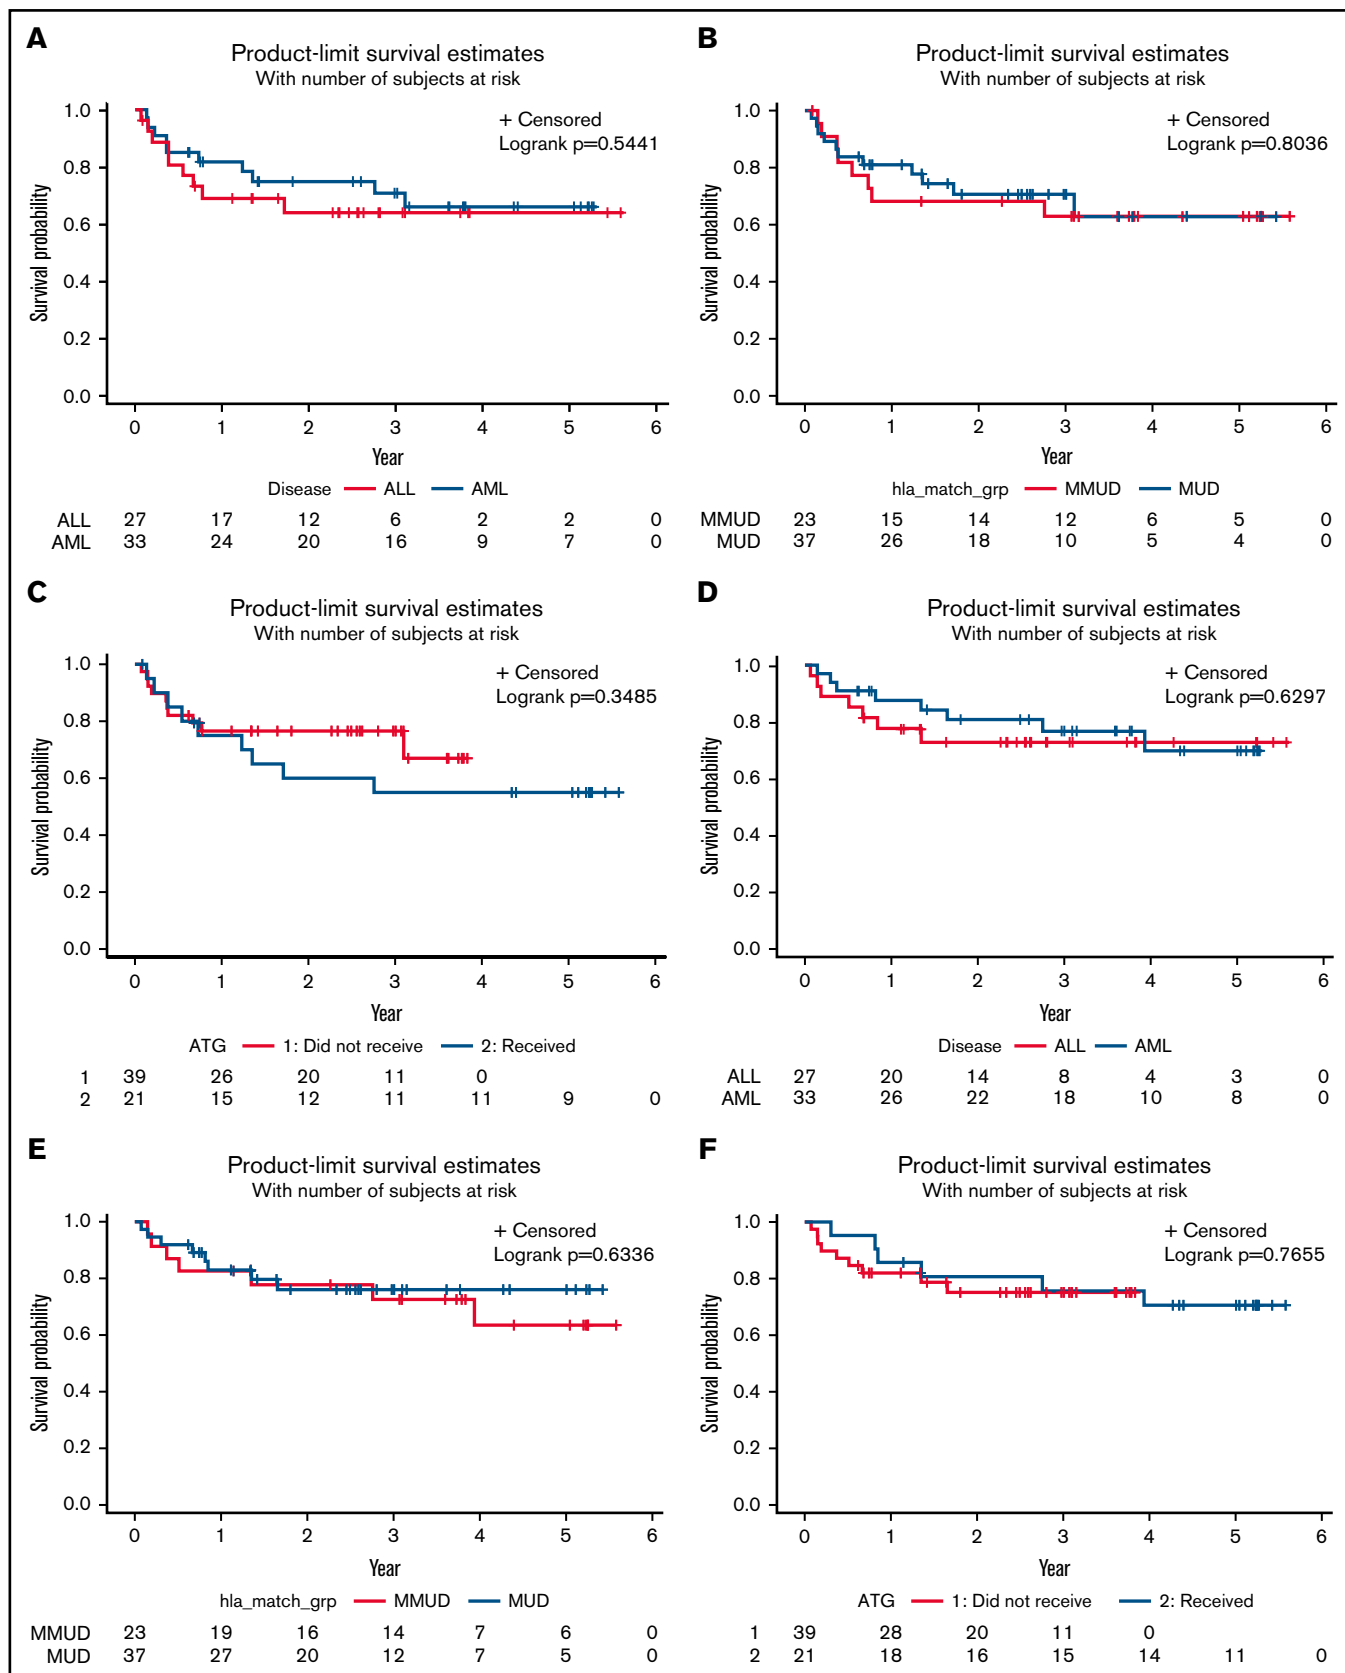 A
Product-limit survival estimates
With number of subjects at risk
+ Censored
Logrank p=0.5441
1.0
0.8
0.6
0.4
0.2
0.0
Survival probability
0 1 2 3 4 5 6
Year
Disease ALL AML
ALL 27 17 12 6 2 2 0
AML 33 24 20 16 9 7 0
B
Product-limit survival estimates
With number of subjects at risk
+ Censored
Logrank p=0.8036
1.0
0.8
0.6
0.4
0.2
0.0
Survival probability
0 1 2 3 4 5 6
Year
hla_match_grp MMUD MUD
MMUD 23 15 14 12 6 5 0
MUD 37 26 18 10 5 4 0
C
Product-limit survival estimates
With number of subjects at risk
+ Censored
Logrank p=0.3485
1.0
0.8
0.6
0.4
0.2
0.0
Survival probability
0 1 2 3 4 5 6
Year
ATG 1: Did not receive 2: Received
1 39 26 20 11 0
2 21 15 12 11 11 9 0
D
Product-limit survival estimates
With number of subjects at risk
+ Censored
Logrank p=0.6297
1.0
0.8
0.6
0.4
0.2
0.0
Survival probability
0 1 2 3 4 5 6
Year
Disease ALL AML
ALL 27 20 14 8 4 3 0
AML 33 26 22 18 10 8 0
E
Product-limit survival estimates
With number of subjects at risk
+ Censored
Logrank p=0.6336
1.0
0.8
0.6
0.4
0.2
0.0
Survival probability
0 1 2 3 4 5 6
Year
hla_match_grp MMUD MUD
MMUD 23 19 16 14 7 6 0
MUD 37 27 20 12 7 5 0
F
Product-limit survival estimates
With number of subjects at risk
+ Censored
Logrank p=0.7655
1.0
0.8
0.6
0.4
0.2
0.0
Survival probability
0 1 2 3 4 5 6
Year
ATG 1: Did not receive 2: Received
1 39 28 20 11 0
2 21 18 16 15 14 11 0